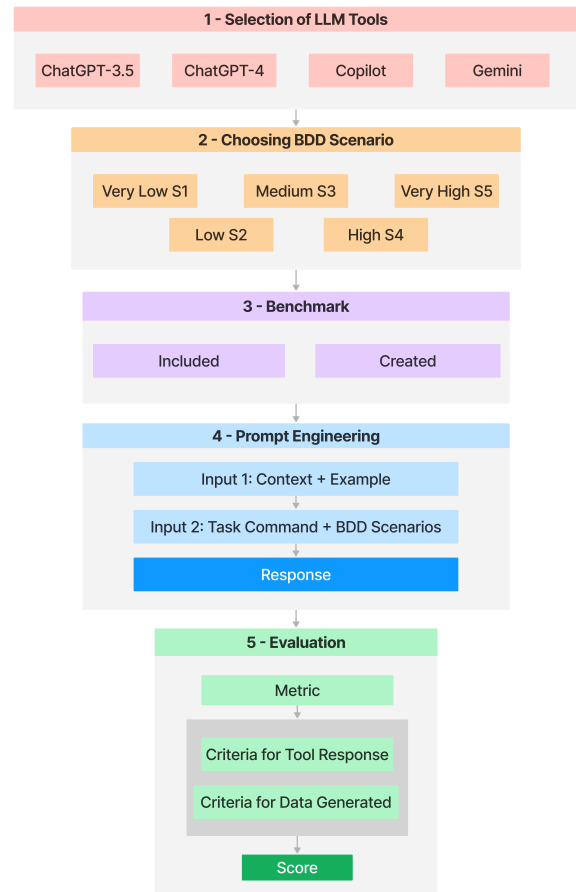 1 - Selection of LLM Tools
ChatGPT-3.5
ChatGPT-4
Copilot
Gemini
2 - Choosing BDD Scenario
Very Low S1
Medium S3
Very High S5
Low S2
High S4
3 - Benchmark
Included
Created
4 - Prompt Engineering
Input 1: Context + Example
Input 2: Task Command + BDD Scenarios
Response
5 - Evaluation
Metric
Criteria for Tool Response
Criteria for Data Generated
Score